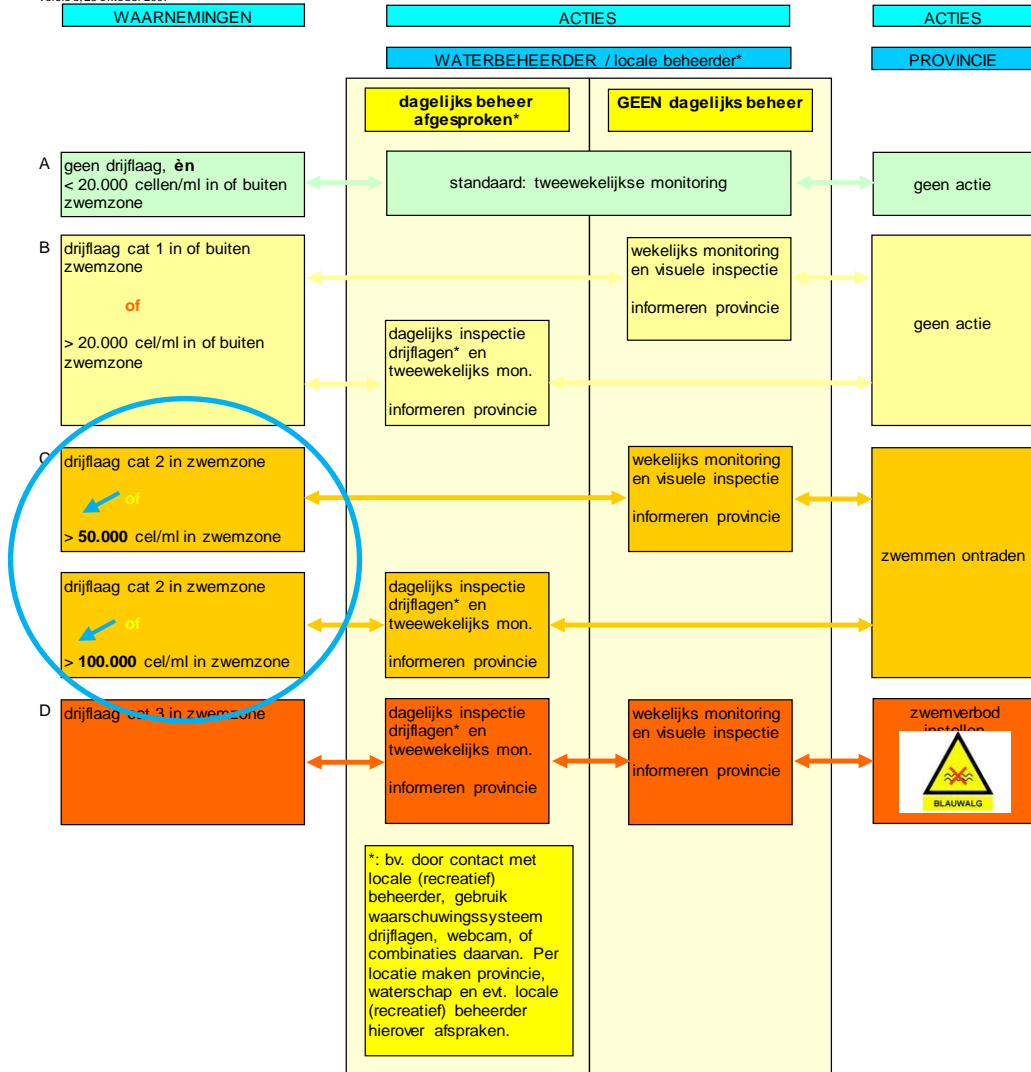 WAARNEMINGEN
ACTIES
ACTIES
WATERBEHEERDER / locale beheerder*
PROVINCIE
dagelijks beheer
afgesproken*
GEEN dagelijks beheer
A
geen drijflaag, èn
< 20.000 cellen/ml in of buiten
zwemzone
standaard: tweewekelijkse monitoring
geen actie
B
drijflaag cat 1 in of buiten
zwemzone
of
> 20.000 cel/ml in of buiten
zwemzone
wekelijks monitoring
en visuele inspectie
informeren provincie
dagelijks inspectie
drijflagen* en
tweewekelijks mon.
informeren provincie
geen actie
C
drijflaag cat 2 in zwemzone
of
> 50.000 cel/ml in zwemzone
wekelijks monitoring
en visuele inspectie
informeren provincie
zwemmen ontraden
drijflaag cat 2 in zwemzone
of
> 100.000 cel/ml in zwemzone
dagelijks inspectie
drijflagen* en
tweewekelijks mon.
informeren provincie
D
drijflaag cat 3 in zwemzone
dagelijks inspectie
drijflagen* en
tweewekelijks mon.
informeren provincie
wekelijks monitoring
en visuele inspectie
informeren provincie
zwemverbod
instellen
BLAUWALG
*: bv. door contact met
locale (recreatief)
beheerder, gebruik
waarschuwingssysteem
drijflagen, webcam, of
combinaties daarvan. Per
locatie maken provincie,
waterschap en evt. locale
(recreatief) beheerder
hierover afspraken.